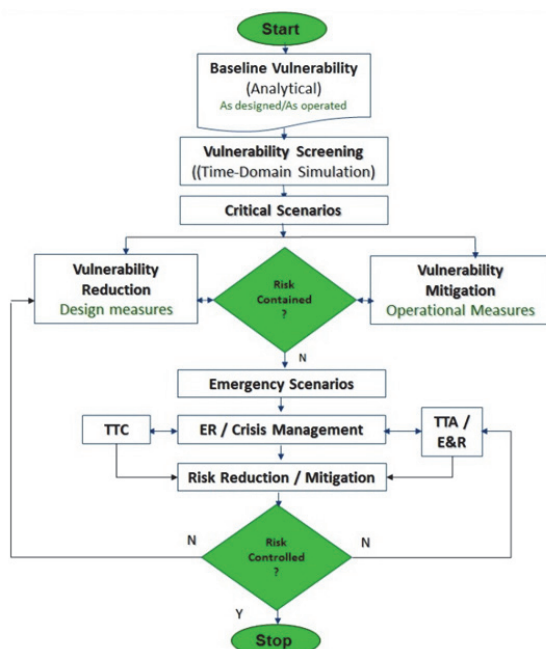 Start
Baseline Vulnerability
(Analytical)
As designed/As operated
Vulnerability Screening
((Time-Domain Simulation)
Critical Scenarios
Vulnerability
Reduction
Design measures
Risk
Contained
?
Vulnerability
Mitigation
Operational Measures
N
Emergency Scenarios
TTC
ER / Crisis Management
TTA /
E&R
Risk Reduction / Mitigation
N
Risk
Controlled
?
N
Y
Stop